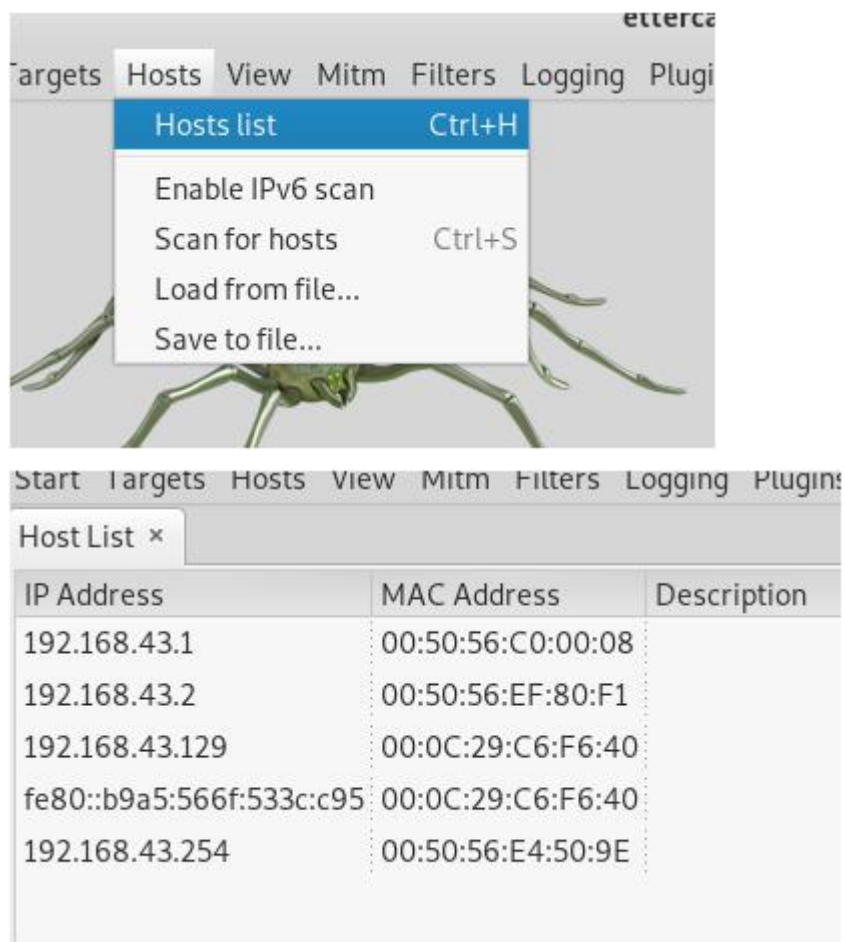 etterca
Targets Hosts View Mitm Filters Logging Plugi
Hosts list Ctrl+H
Enable IPv6 scan
Scan for hosts Ctrl+S
Load from file...
Save to file...
Start Targets Hosts View Mitm Filters Logging Plugins
Host List ×
IP Address MAC Address Description
192.168.43.1 00:50:56:C0:00:08
192.168.43.2 00:50:56:EF:80:F1
192.168.43.129 00:0C:29:C6:F6:40
fe80::b9a5:566f:533c:c95 00:0C:29:C6:F6:40
192.168.43.254 00:50:56:E4:50:9E